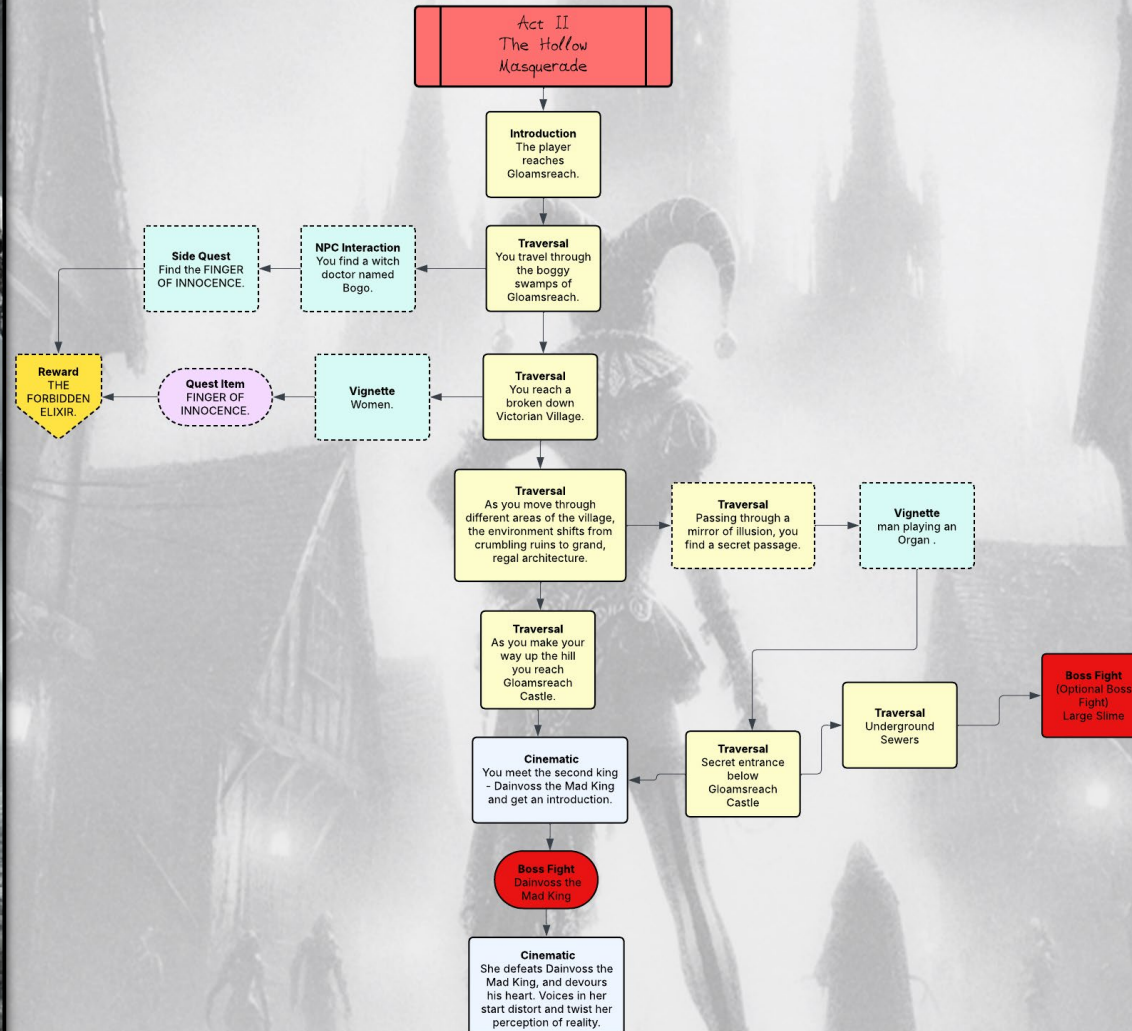 Act II
The Hollow
Masquerade
Introduction
The player
reaches
Gloamsreach.
Side Quest
Find the FINGER
OF INNOCENCE.
NPC Interaction
You find a witch
doctor named
Bogo.
Traversal
You travel through
the boggy
swamps of
Gloamsreach.
Reward
THE
FORBIDDEN
ELIXIR.
Quest Item
FINGER OF
INNOCENCE.
Vignette
Women.
Traversal
You reach a
broken down
Victorian Village.
Traversal
As you move through
different areas of the village,
the environment shifts from
crumbling ruins to grand,
regal architecture.
Traversal
Passing through a
mirror of illusion, you
find a secret passage.
Vignette
man playing an
Organ .
Traversal
As you make your
way up the hill
you reach
Gloamsreach
Castle.
Boss Fight
(Optional Boss
Fight)
Large Slime
Traversal
Underground
Sewers
Traversal
Secret entrance
below
Gloamsreach
Castle
Cinematic
You meet the second king
- Dainvoss the Mad King
and get an introduction.
Boss Fight
Dainvoss the
Mad King
Cinematic
She defeats Dainvoss the
Mad King, and devours
his heart. Voices in her
start distort and twist her
perception of reality.